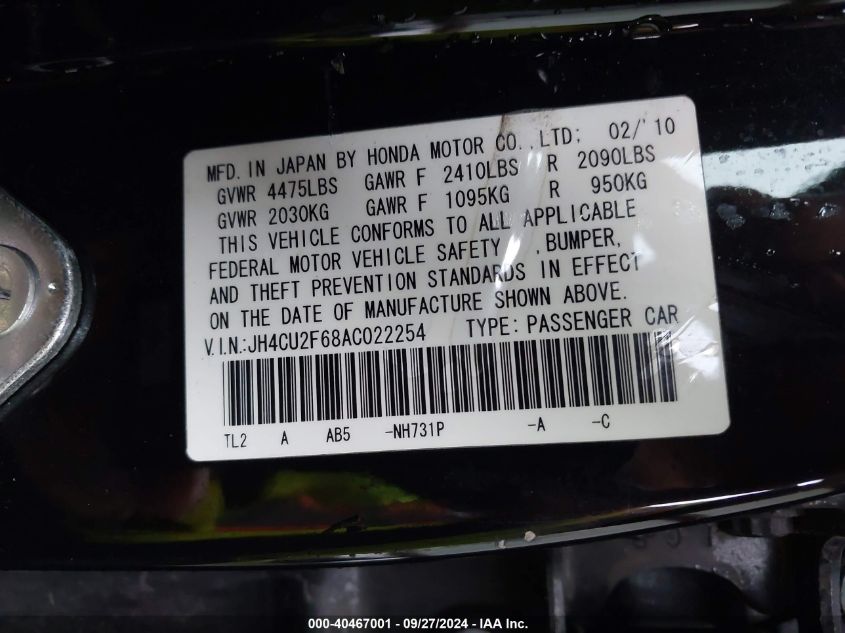 MFD. IN JAPAN BY HONDA MOTOR CO., LTD; 02/'10
GVWR 4475LBS GAWR F 2410LBS R 2090LBS
GVWR 2030KG GAWR F 1095KG R 950KG
THIS VEHICLE CONFORMS TO ALL APPLICABLE
FEDERAL MOTOR VEHICLE SAFETY , BUMPER,
AND THEFT PREVENTION STANDARDS IN EFFECT
ON THE DATE OF MANUFACTURE SHOWN ABOVE.
V.I.N.:JH4CU2F68AC022254 TYPE: PASSENGER CAR
TL2 A AB5 -NH731P -A -C
000-40467001 - 09/27/2024 - IAA Inc.